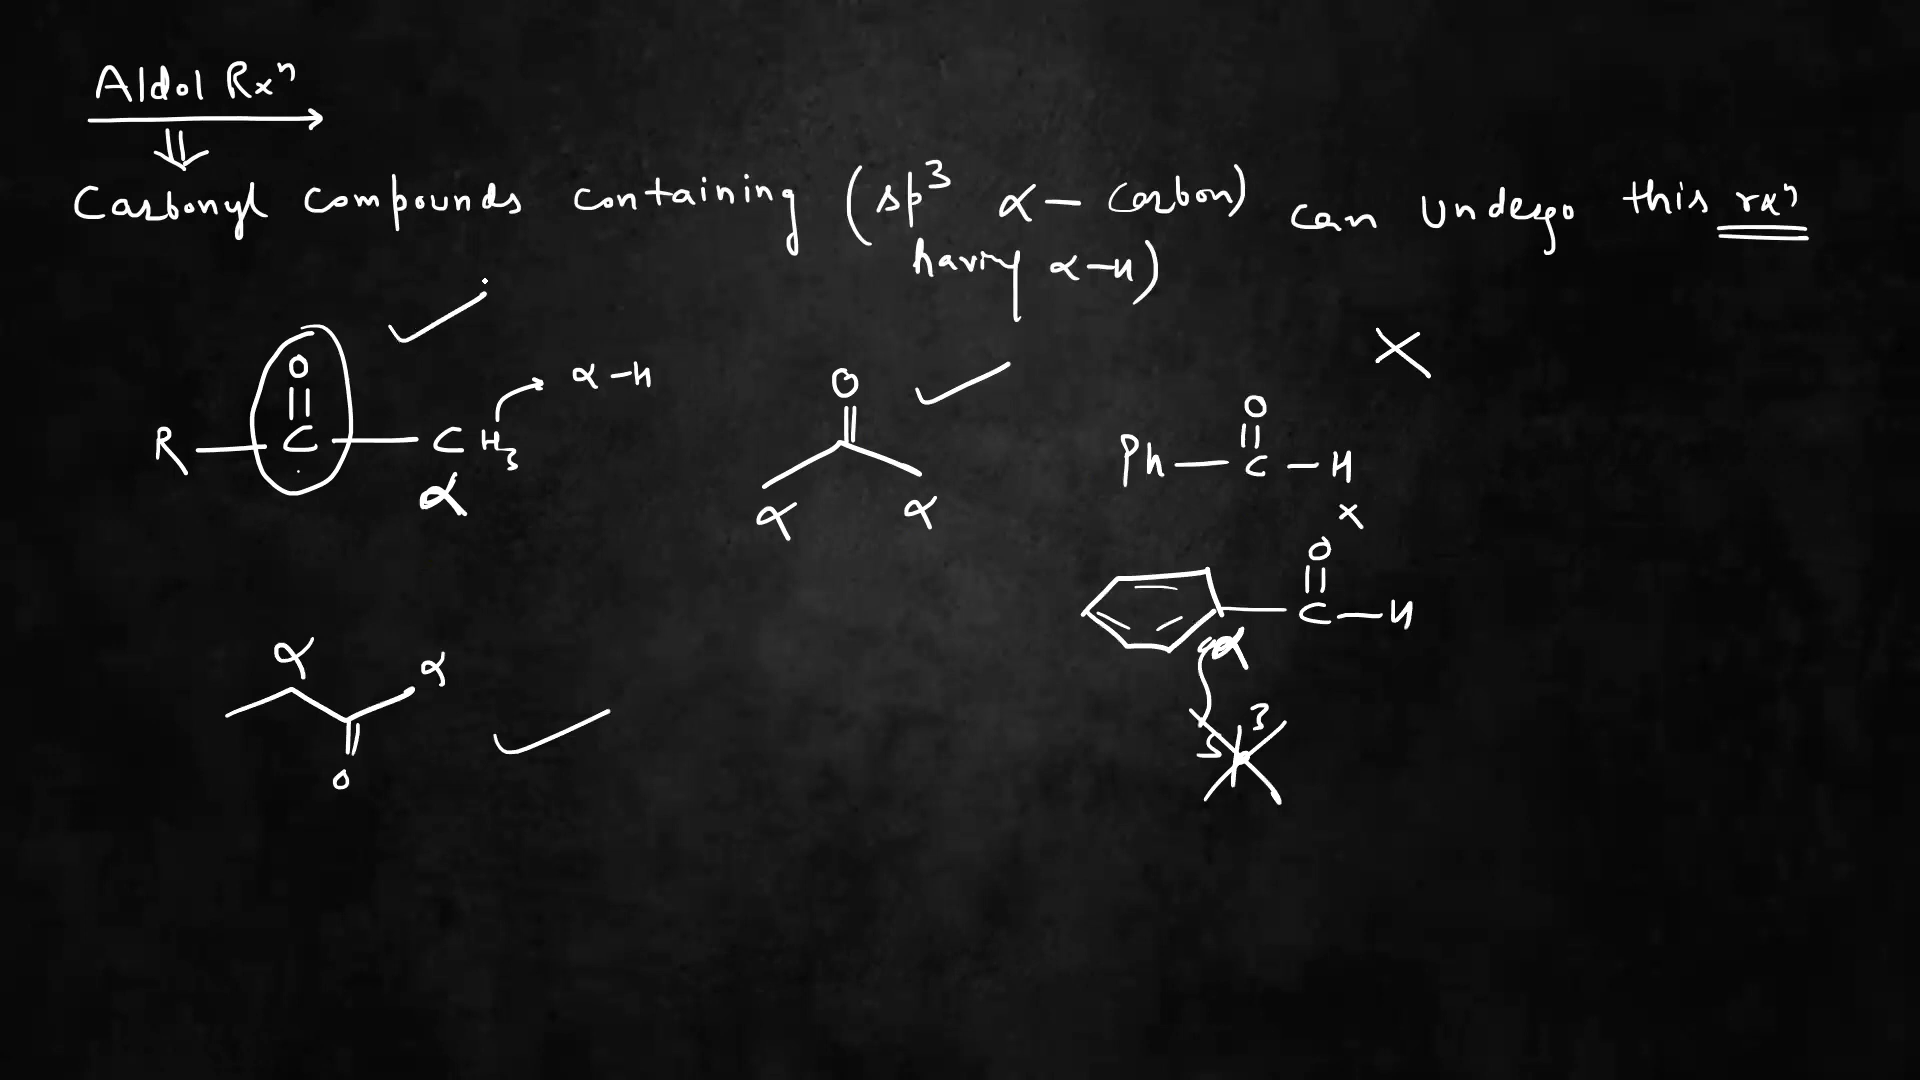 Aldol Rxⁿ
Carbonyl compounds containing (sp³ α – Carbon) can undergo this rxⁿ
having α–H)
O
α–H
R – C – CH₃
α
O
α α
O
Ph – C – H
O
C – H
α
sp³
α α
O